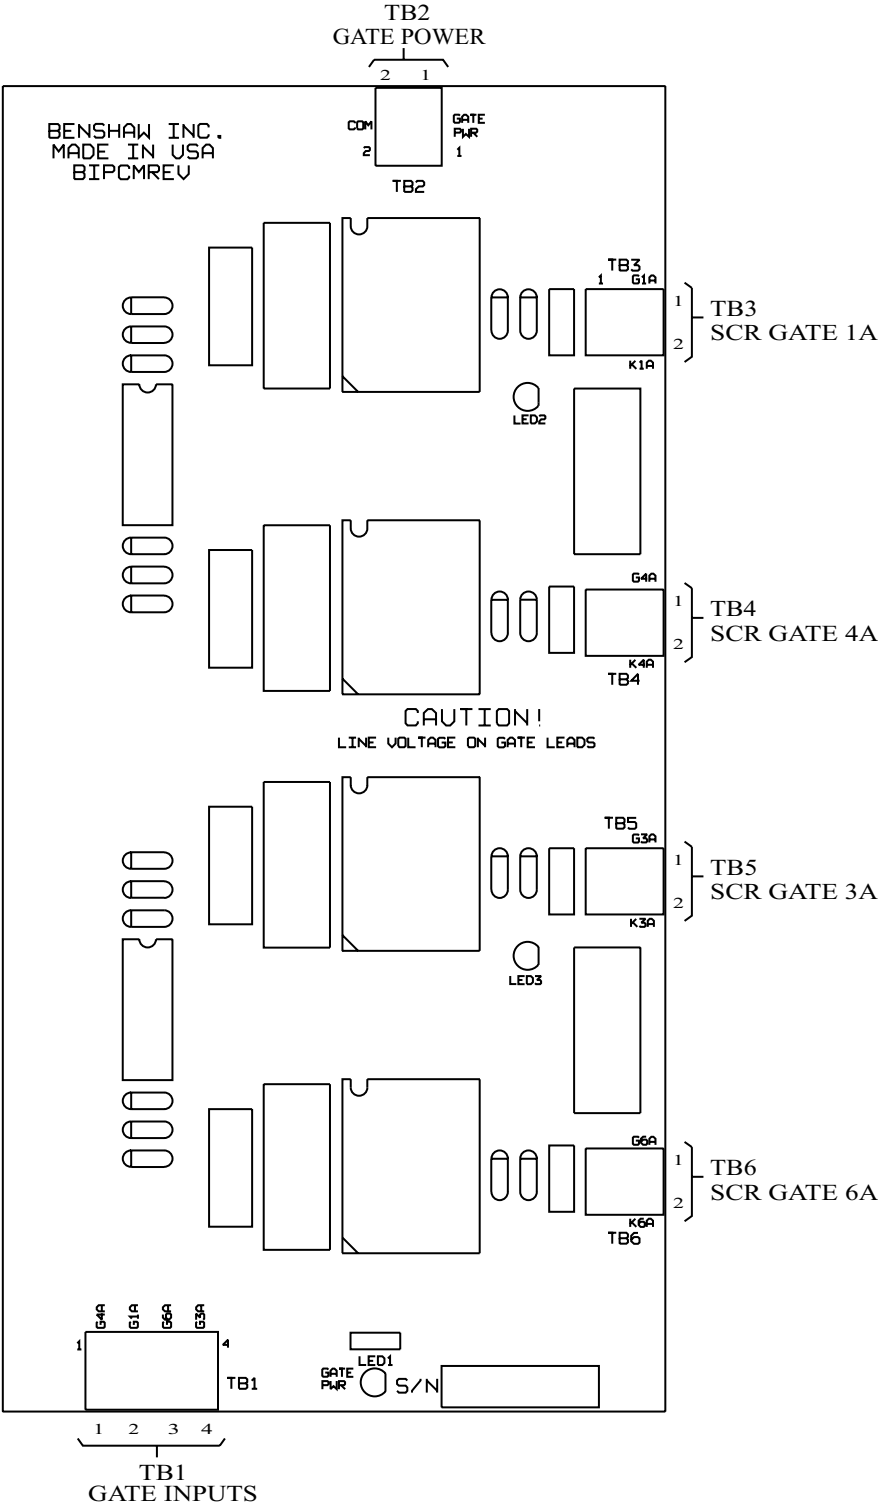 TB2
GATE POWER
2 1
BENSHAW INC.
MADE IN USA
BIPCMREV
COM
2
GATE
PWR
1
TB2
TB3
1 G1A
K1A
1
2
TB3
SCR GATE 1A
LED2
G4A
K4A
TB4
1
2
TB4
SCR GATE 4A
CAUTION!
LINE VOLTAGE ON GATE LEADS
TB5
G3A
K3A
1
2
TB5
SCR GATE 3A
LED3
G6A
K6A
TB6
1
2
TB6
SCR GATE 6A
G4A G1A G6A G3A
1 4
TB1
LED1
GATE
PWR
S/N
1 2 3 4
TB1
GATE INPUTS